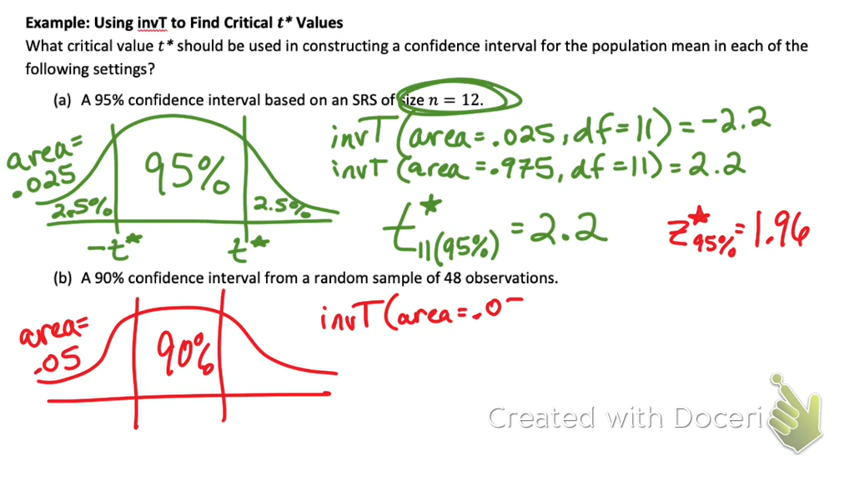 Example: Using invT to Find Critical t* Values
What critical value t* should be used in constructing a confidence interval for the population mean in each of the
following settings?
(a) A 95% confidence interval based on an SRS of size n = 12.
area=
.025
95%
2.5%
2.5%
-t*
t*
invT(area=.025, df=11) = -2.2
invT (area=.975, df=11) = 2.2
t*11(95%) = 2.2
z*95% = 1.96
(b) A 90% confidence interval from a random sample of 48 observations.
area=
.05
90%
invT(area=.0
Created with Doceri